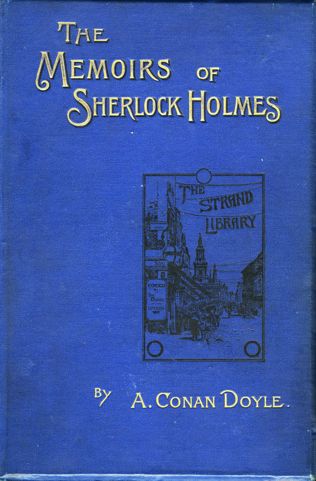 THE
MEMOIRS OF
SHERLOCK HOLMES
THE
STRAND
LIBRARY
BY A. CONAN DOYLE.